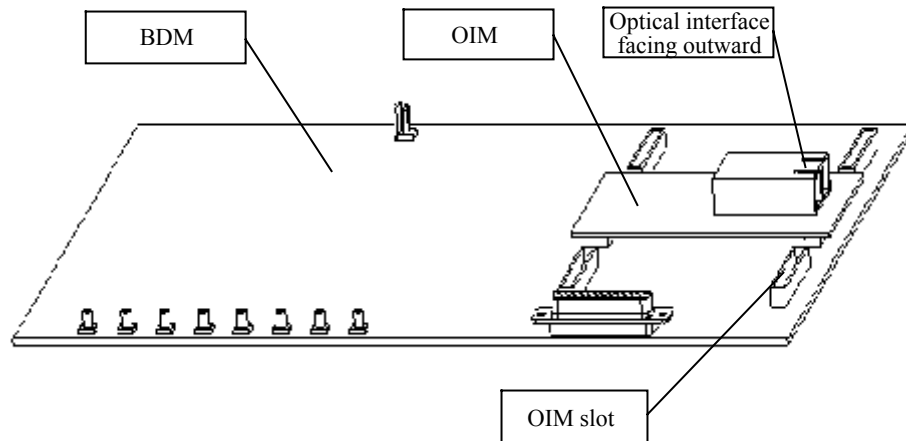 BDM
OIM
Optical interface
facing outward
OIM slot